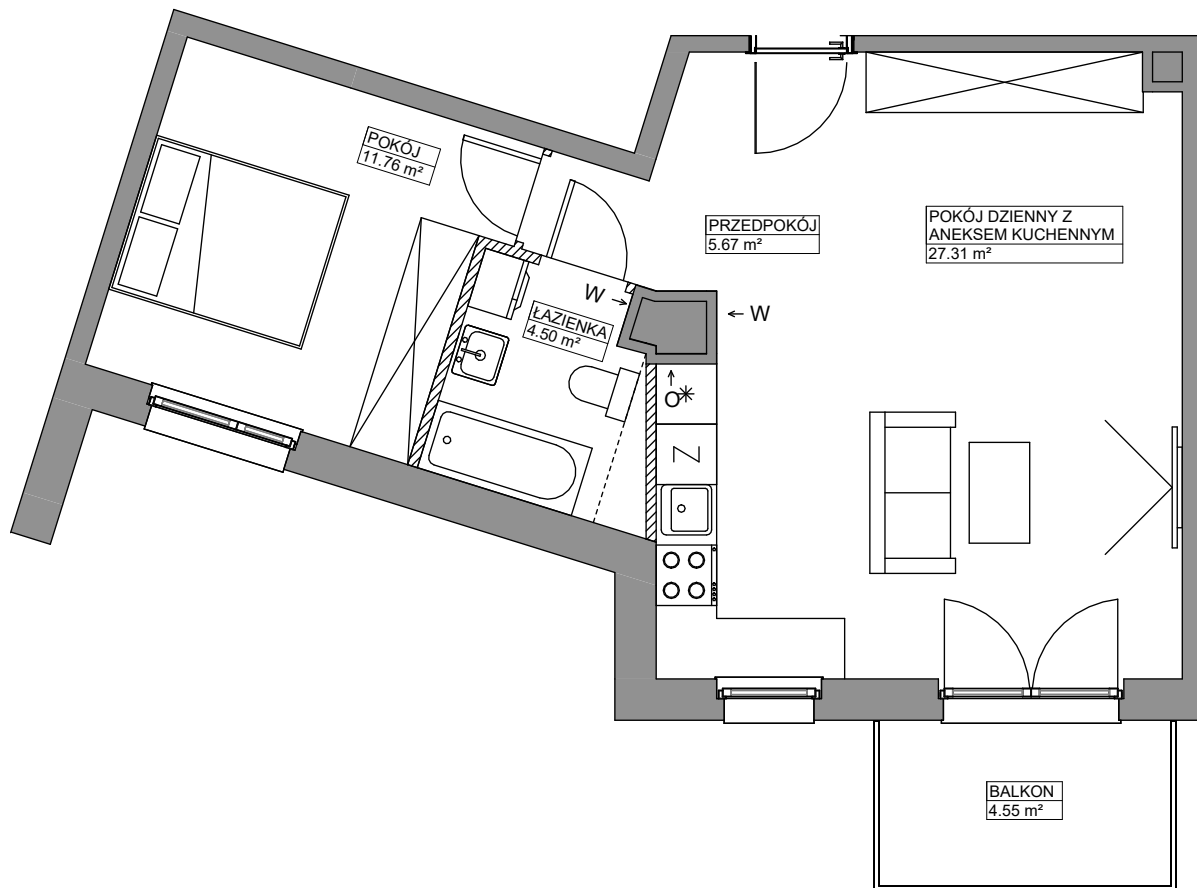 POKÓJ
11.76 m²
PRZEDPOKÓJ
5.67 m²
POKÓJ DZIENNY Z
ANEKSEM KUCHENNYM
27.31 m²
W
ŁAZIENKA
4.50 m²
W
O
Z
BALKON
4.55 m²